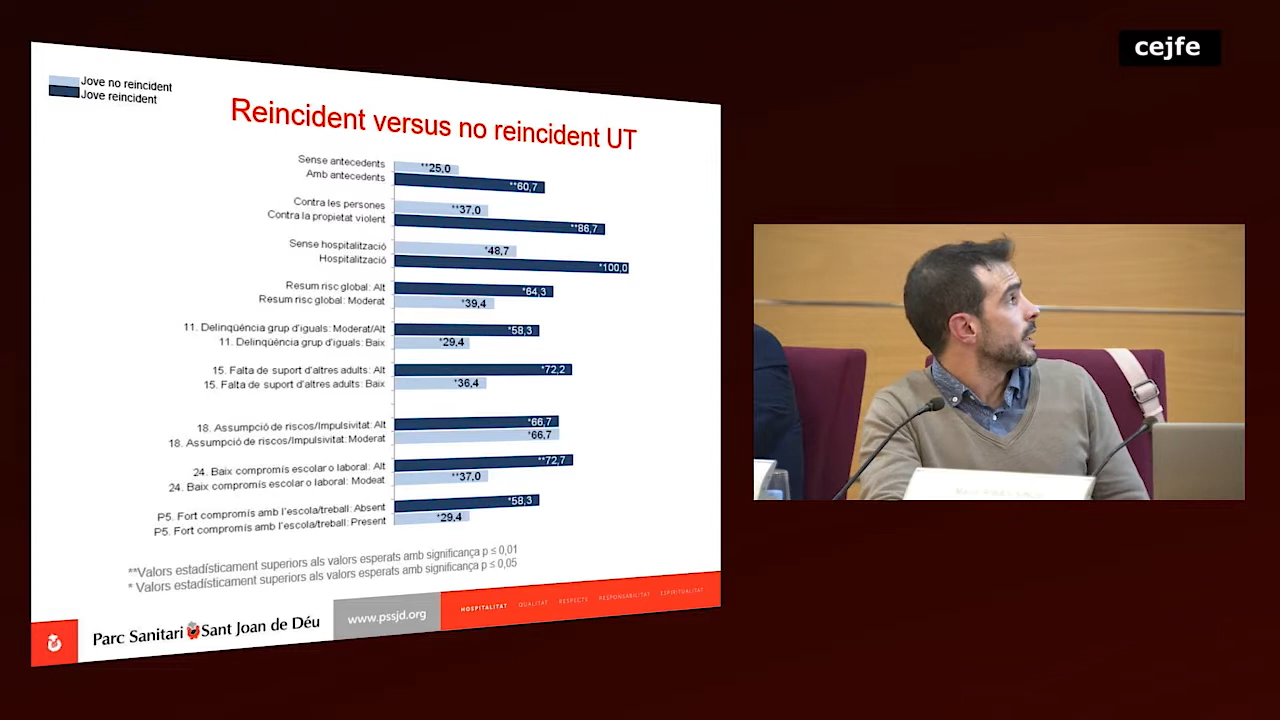 cejfe
Jove no reincident
Jove reincident
Reincident versus no reincident UT
Sense antecedents **25,0
Amb antecedents **60,7
Contra les persones **37,0
Contra la propietat violent **86,7
Sense hospitalització *48,7
Hospitalització *100,0
Resum risc global: Alt *64,3
Resum risc global: Moderat *39,4
11. Delinqüència grup d'iguals: Moderat/Alt *58,3
11. Delinqüència grup d'iguals: Baix *29,4
15. Falta de suport d'altres adults: Alt *72,2
15. Falta de suport d'altres adults: Baix *36,4
18. Assumpció de riscos/Impulsivitat: Alt *66,7
18. Assumpció de riscos/Impulsivitat: Moderat *66,7
24. Baix compromís escolar o laboral: Alt **72,7
24. Baix compromís escolar o laboral: Modeat **37,0
P5. Fort compromís amb l'escola/treball: Absent *58,3
P5. Fort compromís amb l'escola/treball: Present *29,4
**Valors estadísticament superiors als valors esperats amb significança p ≤ 0,01
* Valors estadísticament superiors als valors esperats amb significança p ≤ 0,05
Parc Sanitari Sant Joan de Déu
www.pssjd.org
HOSPITALITAT QUALITAT RESPECTE RESPONSABILITAT ESPIRITUALITAT